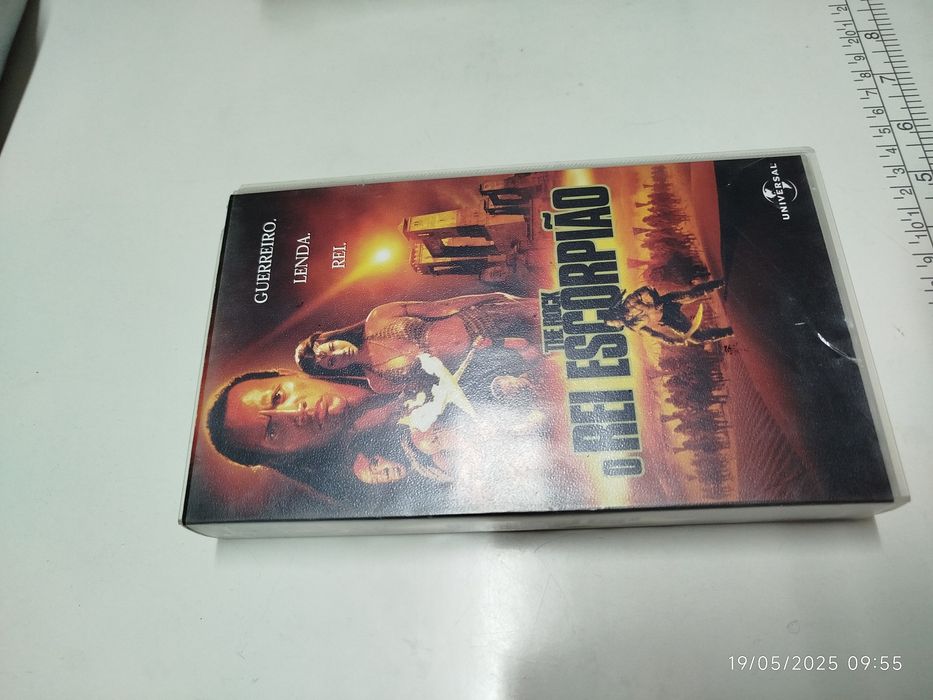 GUERREIRO.
LENDA.
REI.
THE ROCK
O REI ESCORPIÃO
UNIVERSAL
19/05/2025 09:55